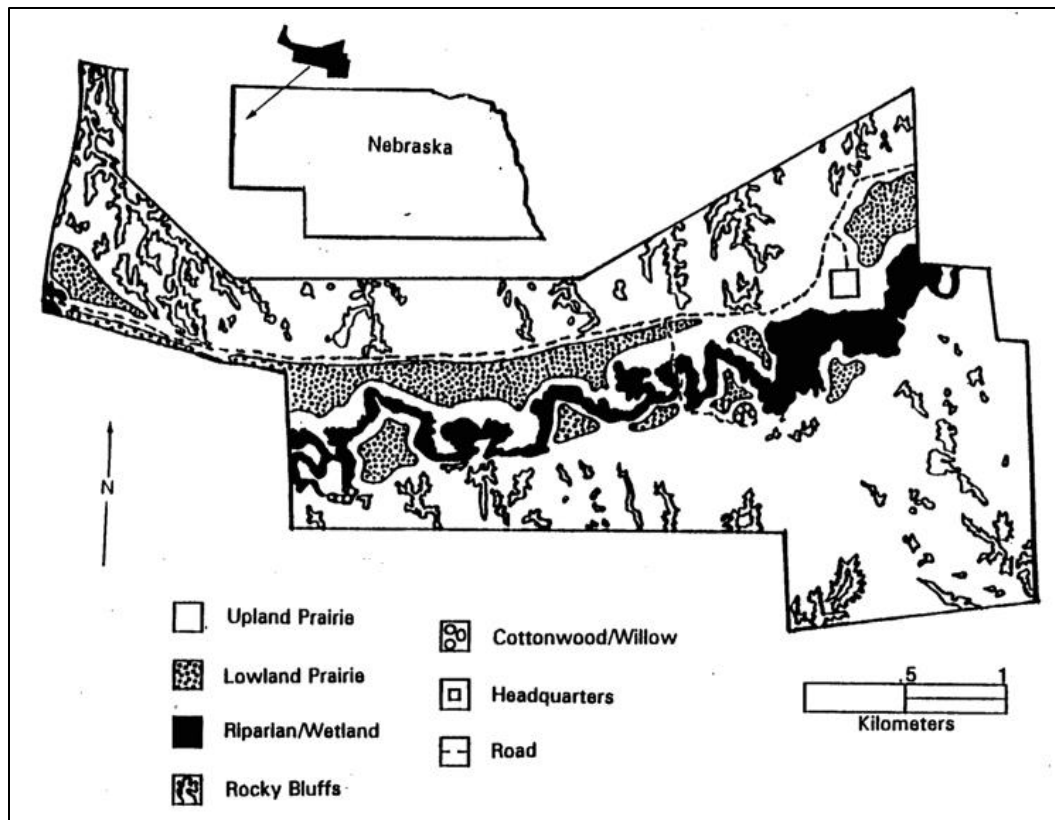 Nebraska
N
Upland Prairie
Lowland Prairie
Riparian/Wetland
Rocky Bluffs
Cottonwood/Willow
Headquarters
Road
.5 1
Kilometers